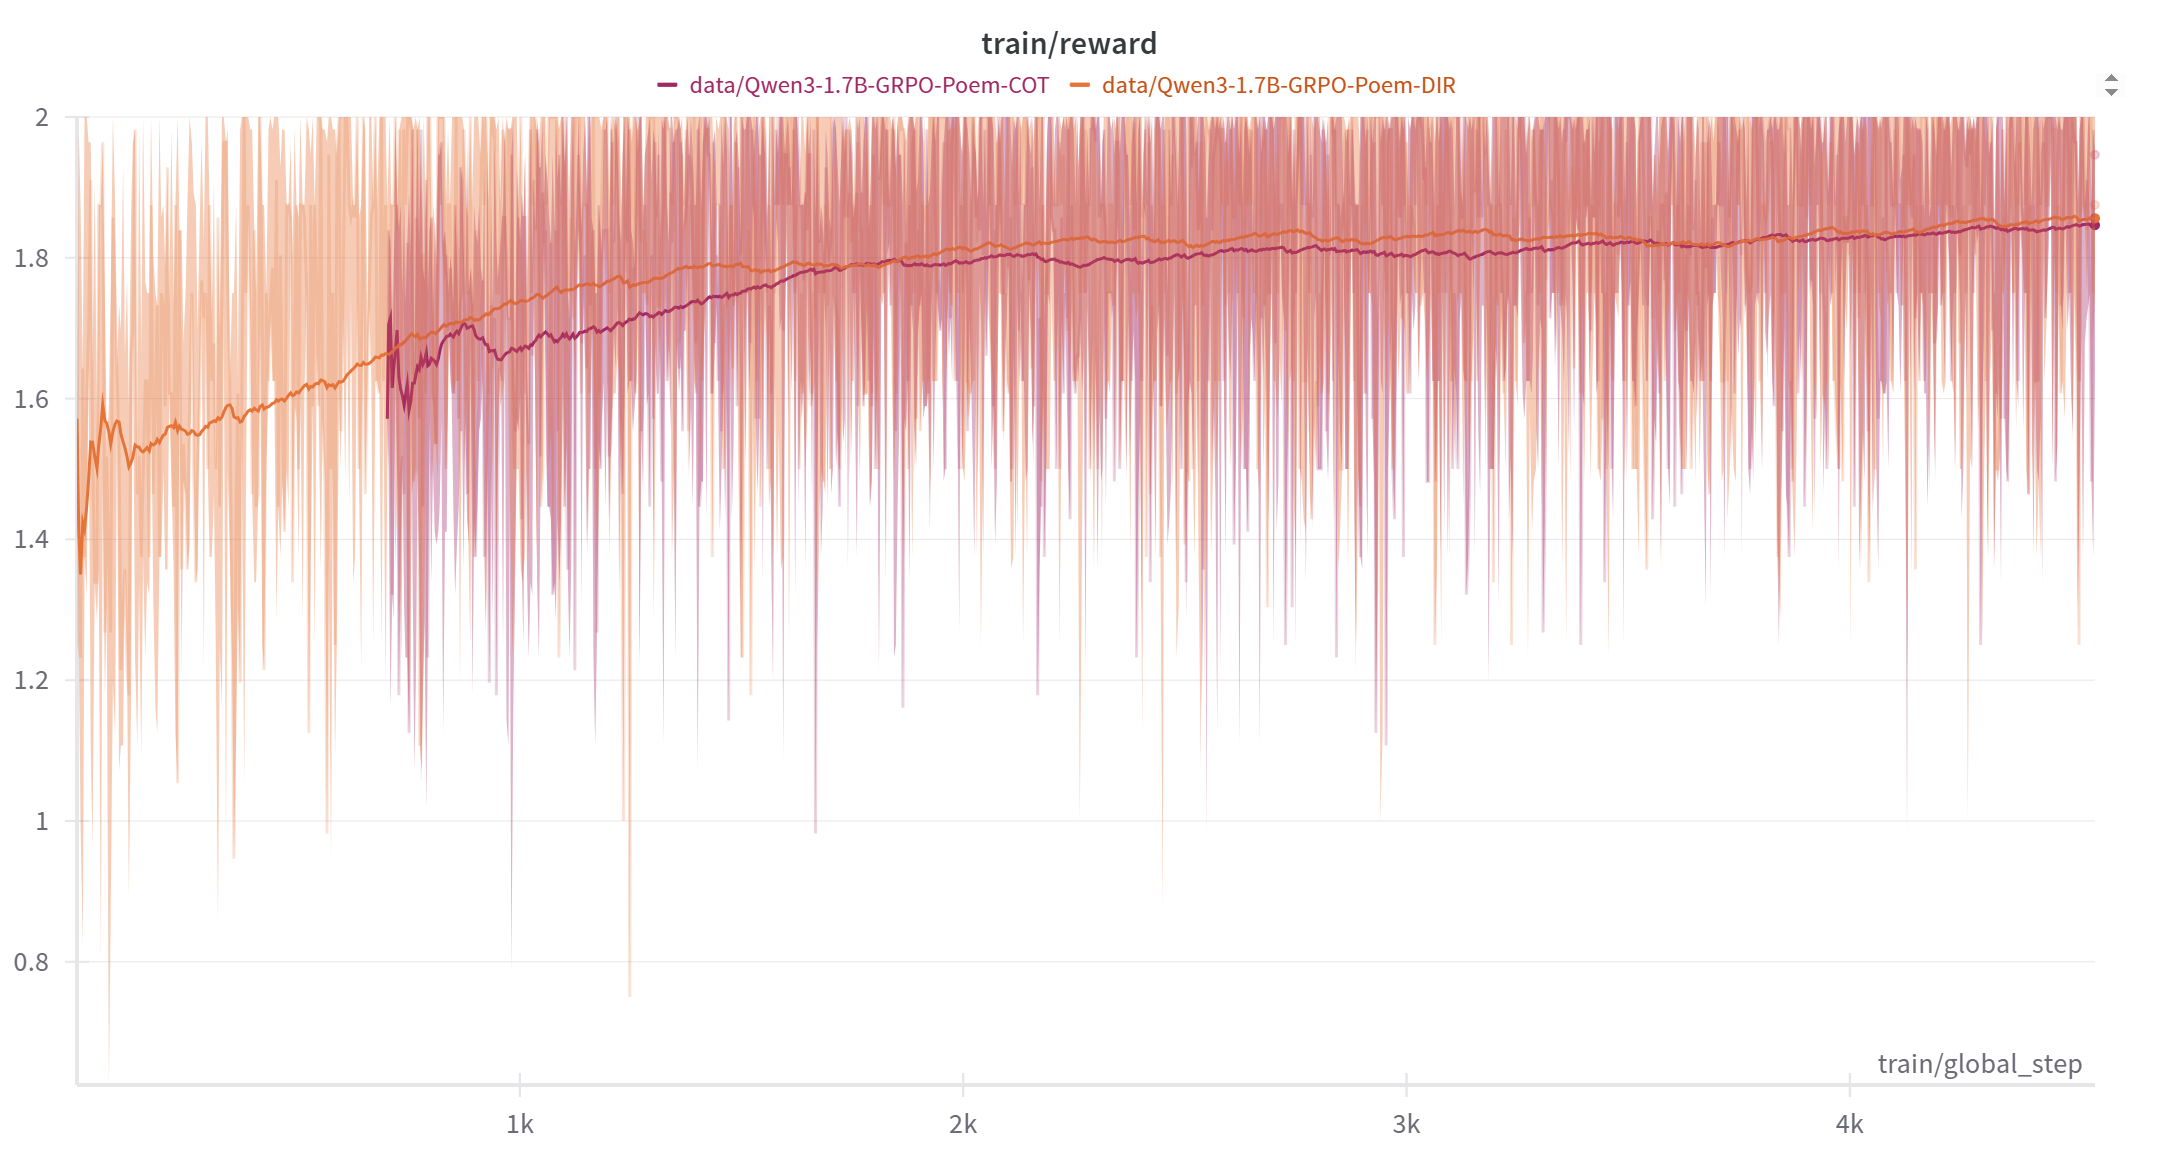 train/reward
data/Qwen3-1.7B-GRPO-Poem-COT data/Qwen3-1.7B-GRPO-Poem-DIR
2
1.8
1.6
1.4
1.2
1
0.8
train/global_step
1k 2k 3k 4k